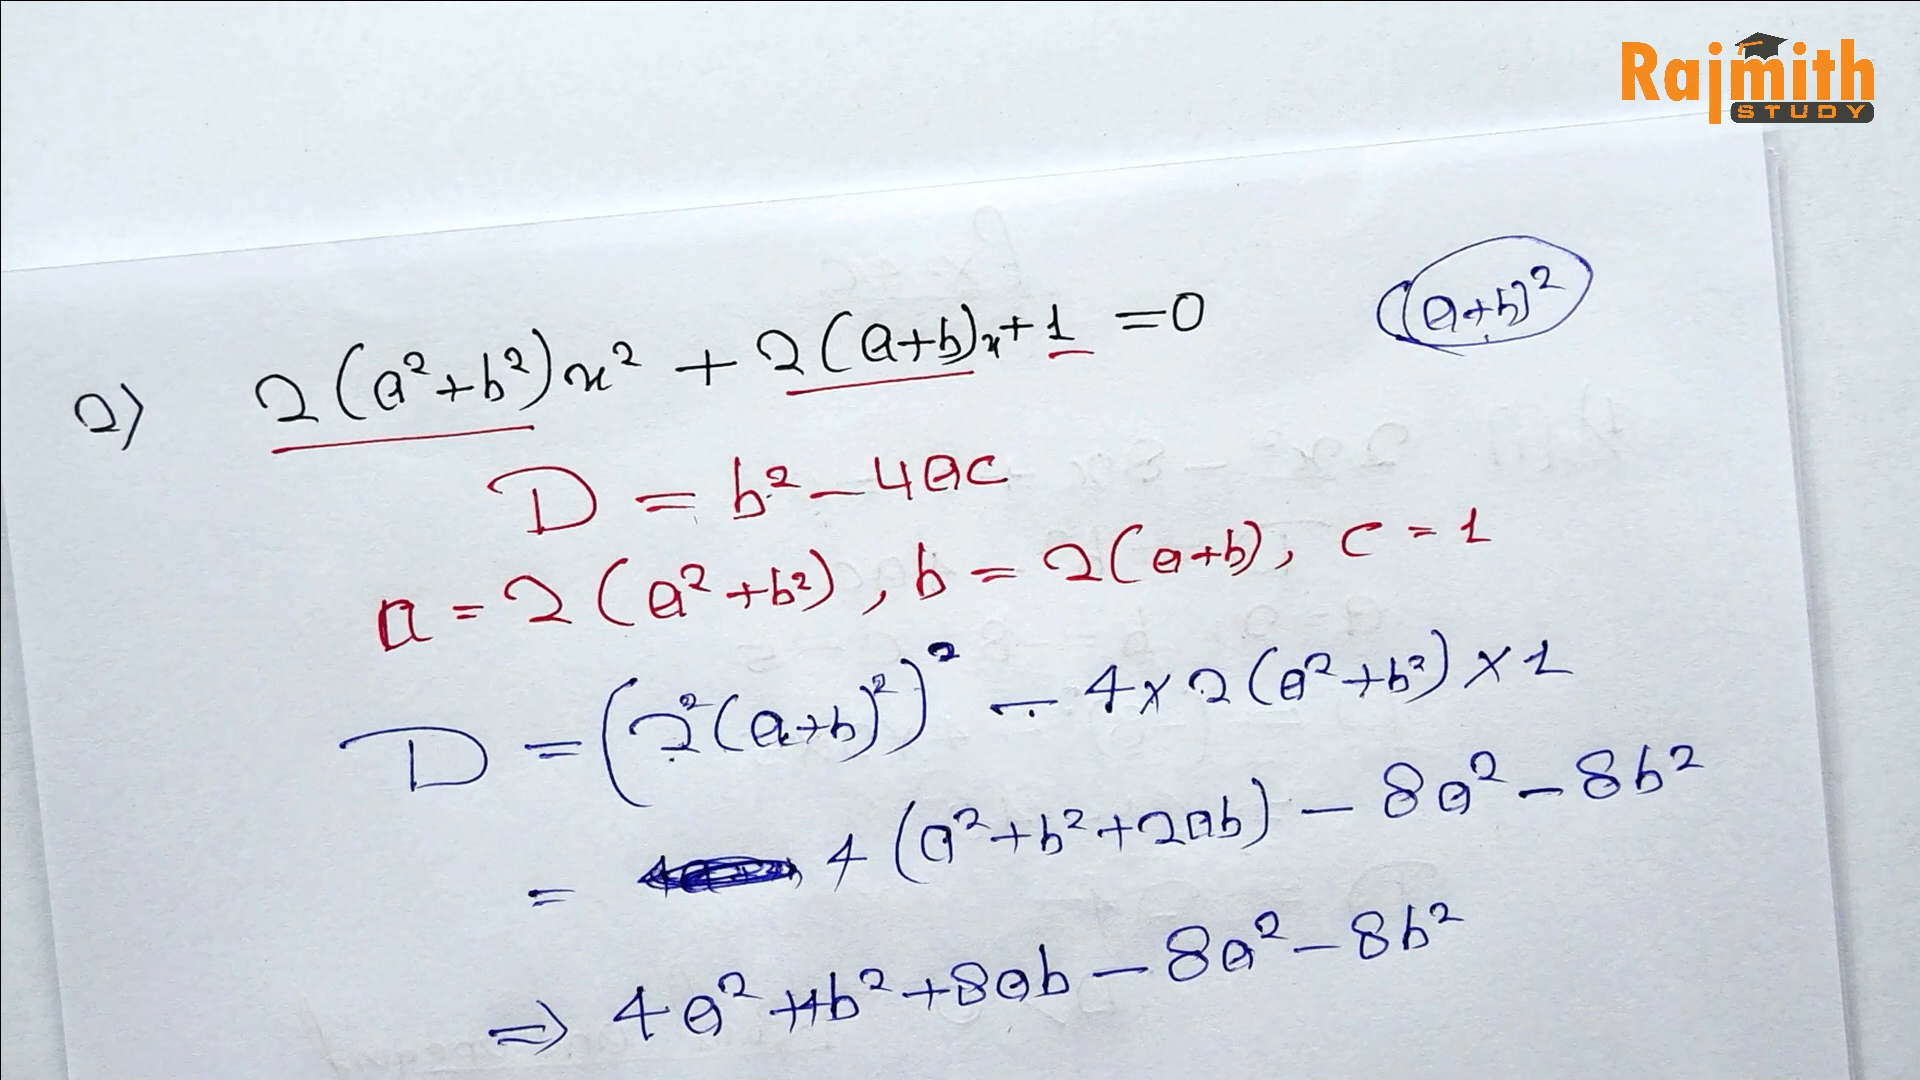 Rajmith
STUDY
(a+b)²
2) 2(a²+b²)x² + 2(a+b)x+1 =0
D = b²-4ac
a = 2(a²+b²), b = 2(a+b), c = 1
D = (2²(a+b)²)² - 4×2(a²+b²)×1
= 4(a²+b²+2ab) - 8a²-8b²
⇒ 4a²+4b²+8ab-8a²-8b²